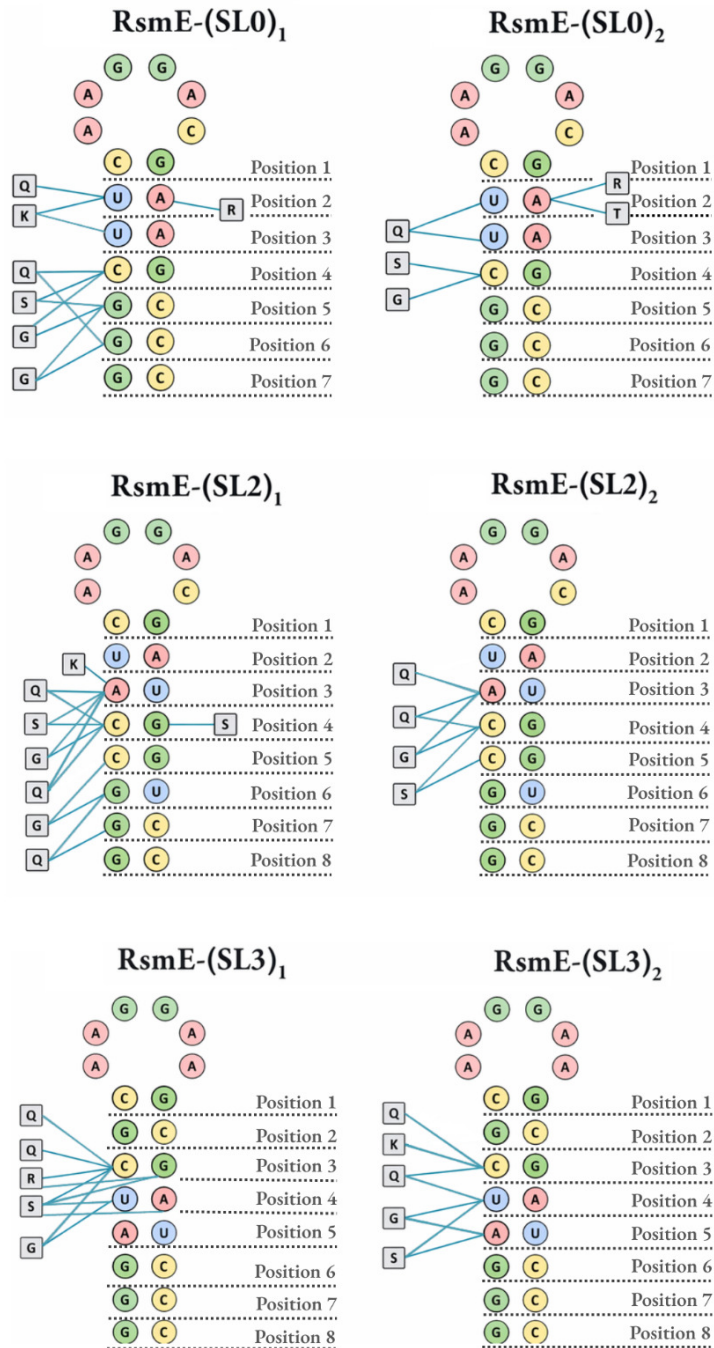 RsmE-(SL0)1 RsmE-(SL0)2
G G G G
A A A A
A C A C
C G Position 1 C G Position 1
Q R
U A Position 2 U A Position 2
K R T
U U A Position 3 Q U A Position 3
Q C G Position 4 S C G Position 4
S G C Position 5 G G C Position 5
G G C Position 6 G C Position 6
G G C Position 7 G C Position 7
RsmE-(SL2)1 RsmE-(SL2)2
G G G G
A A A A
A C A C
C G Position 1 C G Position 1
K U A Position 2 U A Position 2
Q A U Position 3 Q A U Position 3
S C G S Position 4 Q C G Position 4
G C G Position 5 G C G Position 5
Q G U Position 6 S G U Position 6
G G C Position 7 G C Position 7
Q G C Position 8 G C Position 8
RsmE-(SL3)1 RsmE-(SL3)2
G G G G
A A A A
A A A A
C G Position 1 C G Position 1
Q G C Position 2 Q G C Position 2
Q C G Position 3 K C G Position 3
R Q
S U A Position 4 U A Position 4
G A U Position 5 G A U Position 5
G C Position 6 S G C Position 6
G C Position 7 G C Position 7
G C Position 8 G C Position 8